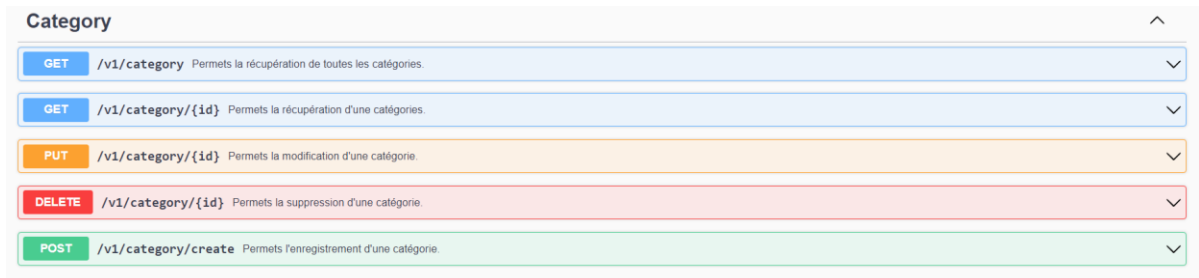 Category
GET /v1/category Permets la récupération de toutes les catégories.
GET /v1/category/{id} Permets la récupération d'une catégories.
PUT /v1/category/{id} Permets la modification d'une catégorie.
DELETE /v1/category/{id} Permets la suppression d'une catégorie.
POST /v1/category/create Permets l'enregistrement d'une catégorie.